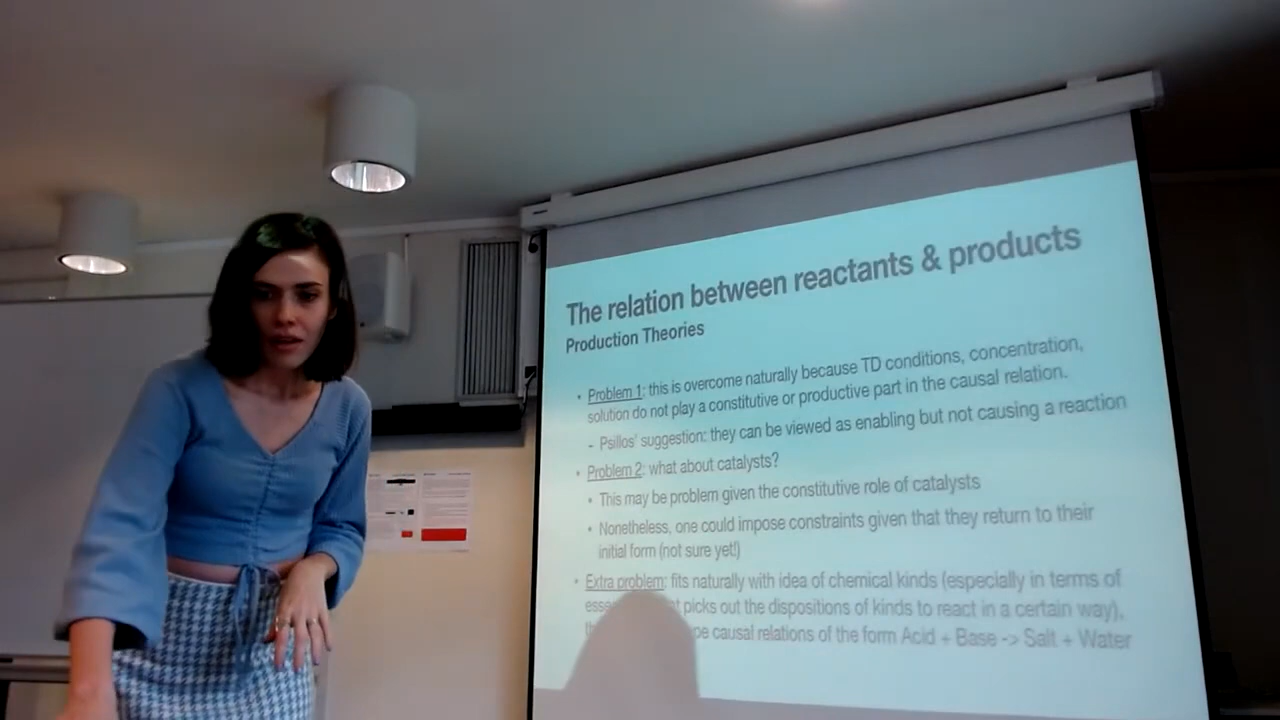 The relation between reactants & products
Production Theories
• Problem 1: this is overcome naturally because TD conditions, concentration,
solution do not play a constitutive or productive part in the causal relation.
- Psillos' suggestion: they can be viewed as enabling but not causing a reaction
• Problem 2: what about catalysts?
• This may be problem given the constitutive role of catalysts
• Nonetheless, one could impose constraints given that they return to their
initial form (not sure yet!)
• Extra problem: fits naturally with idea of chemical kinds (especially in terms of
picks out the dispositions of kinds to react in a certain way),
causal relations of the form Acid + Base -> Salt + Water